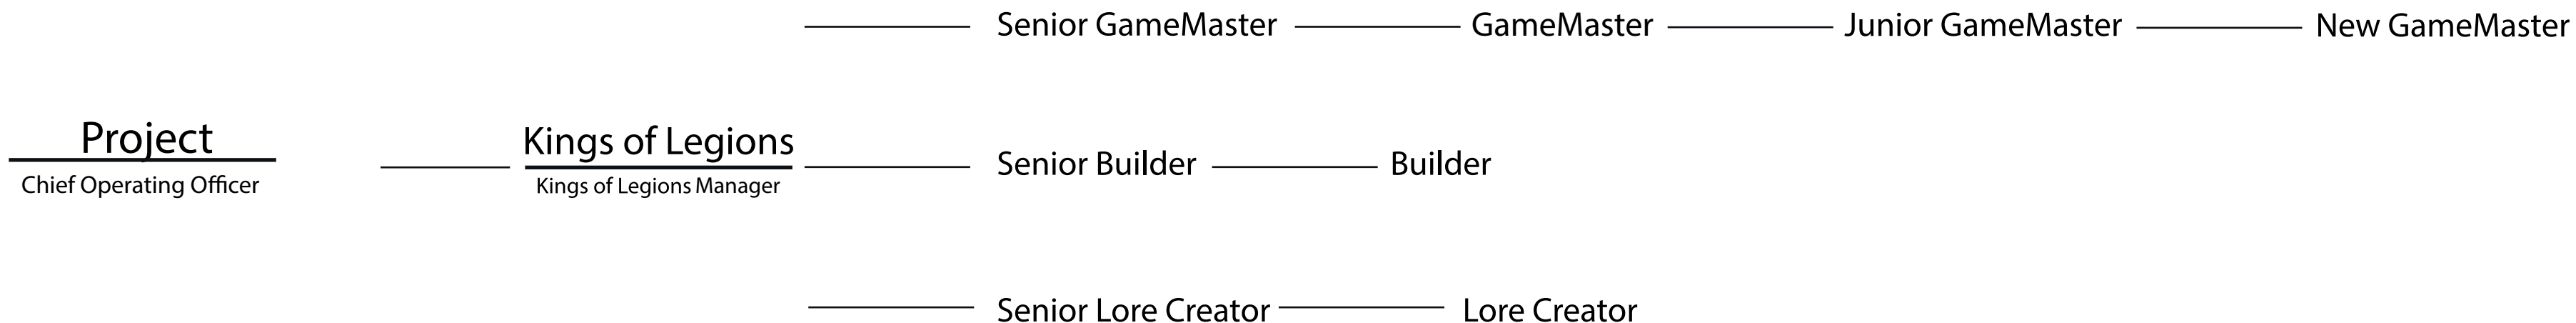 Senior GameMaster GameMaster Junior GameMaster New GameMaster
Project
Chief Operating Officer
Kings of Legions
Kings of Legions Manager
Senior Builder Builder
Senior Lore Creator Lore Creator